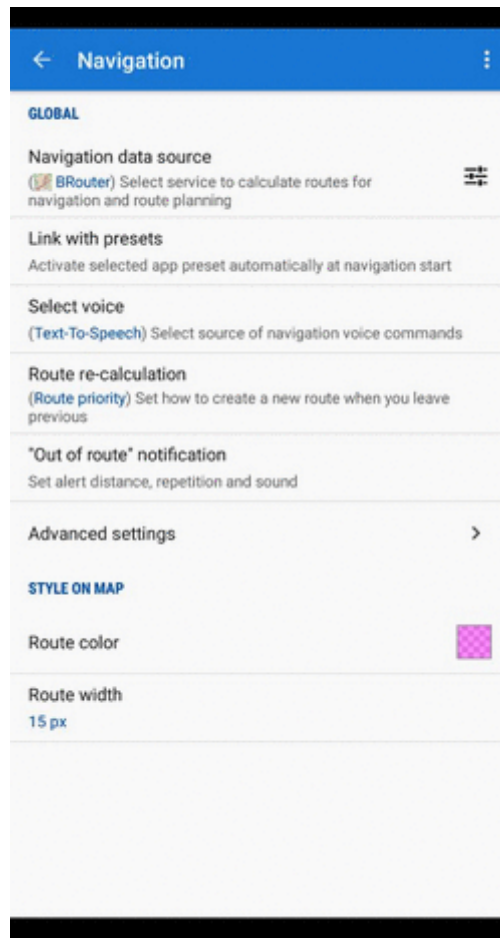 Navigation
GLOBAL
Navigation data source
(BRouter) Select service to calculate routes for
navigation and route planning
Link with presets
Activate selected app preset automatically at navigation start
Select voice
(Text-To-Speech) Select source of navigation voice commands
Route re-calculation
(Route priority) Set how to create a new route when you leave
previous
"Out of route" notification
Set alert distance, repetition and sound
Advanced settings
STYLE ON MAP
Route color
Route width
15 px